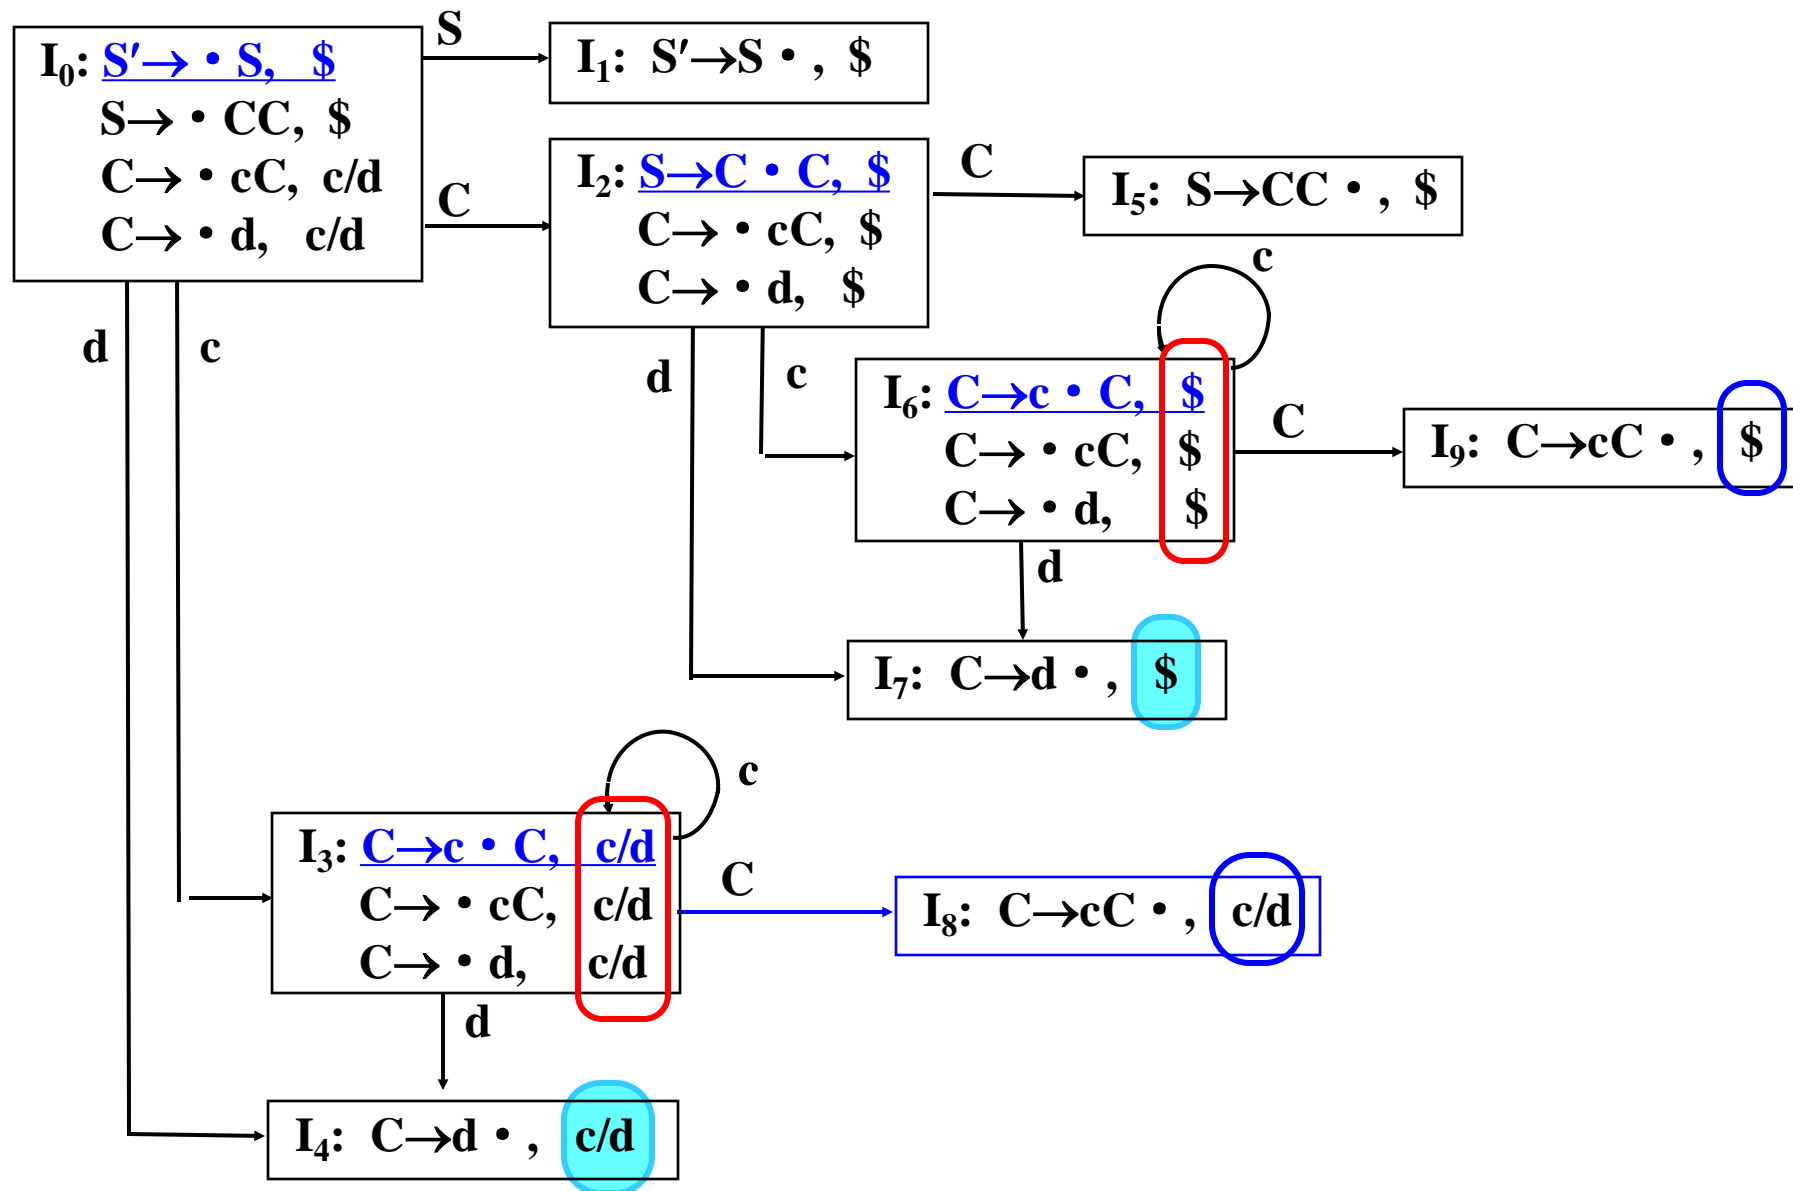 I₀: S′→・S, $
S→・CC, $
C→・cC, c/d
C→・d, c/d
S
I₁: S′→S・, $
C
I₂: S→C・C, $
C→・cC, $
C→・d, $
C
I₅: S→CC・, $
d
c
d
c
c
I₆: C→c・C, $
C→・cC, $
C→・d, $
C
I₉: C→cC・, $
d
I₇: C→d・, $
c
I₃: C→c・C, c/d
C→・cC, c/d
C→・d, c/d
C
I₈: C→cC・, c/d
d
I₄: C→d・, c/d